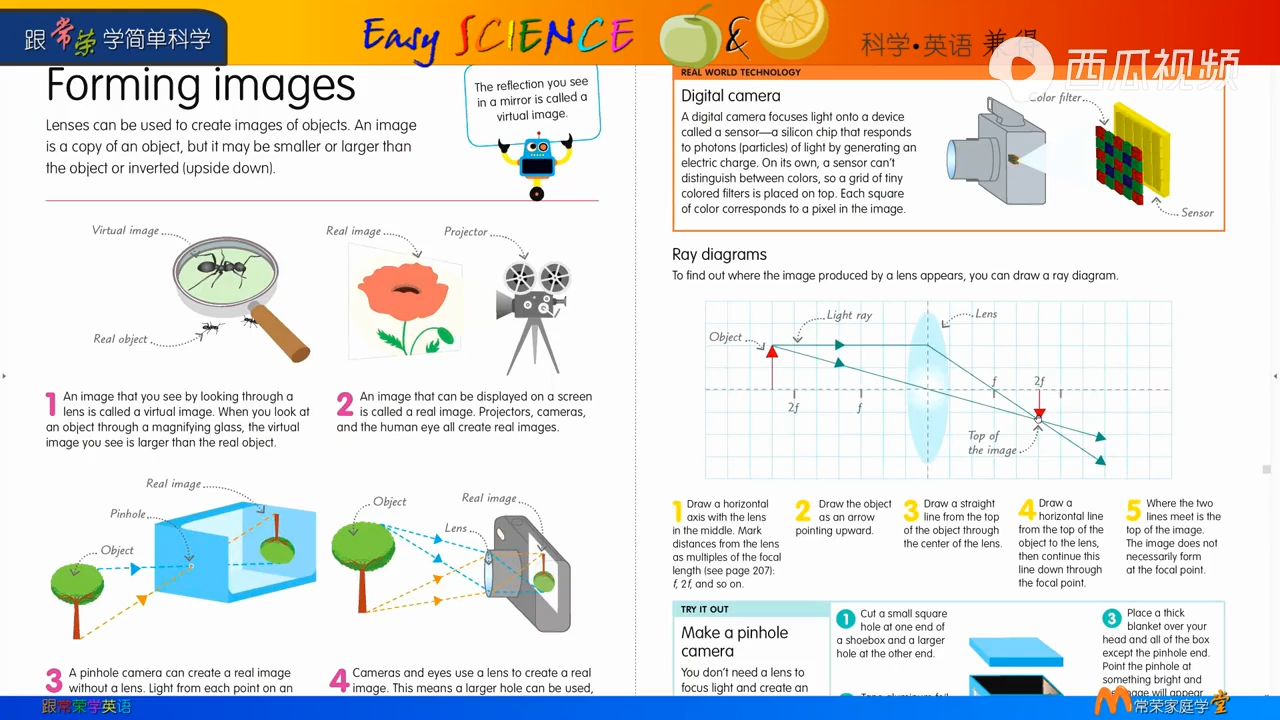 跟常荣学简单科学
Easy SCIENCE &
科学•英语 兼得
西瓜视频
Forming images
Lenses can be used to create images of objects. An image
is a copy of an object, but it may be smaller or larger than
the object or inverted (upside down).
The reflection you see
in a mirror is called a
virtual image.
Virtual image
Real object
Real image
Projector
1 An image that you see by looking through a
lens is called a virtual image. When you look at
an object through a magnifying glass, the virtual
image you see is larger than the real object.
2 An image that can be displayed on a screen
is called a real image. Projectors, cameras,
and the human eye all create real images.
Real image
Pinhole
Object
Object
Real image
Lens
3 A pinhole camera can create a real image
without a lens. Light from each point on an
4 Cameras and eyes use a lens to create a real
image. This means a larger hole can be used,
REAL WORLD TECHNOLOGY
Digital camera
A digital camera focuses light onto a device
called a sensor—a silicon chip that responds
to photons (particles) of light by generating an
electric charge. On its own, a sensor can't
distinguish between colors, so a grid of tiny
colored filters is placed on top. Each square
of color corresponds to a pixel in the image.
Color filter
Sensor
Ray diagrams
To find out where the image produced by a lens appears, you can draw a ray diagram.
Object
Light ray
Lens
2f
f
f
2f
Top of
the image
1 Draw a horizontal
axis with the lens
in the middle. Mark
distances from the lens
as multiples of the focal
length (see page 207):
f, 2f, and so on.
2 Draw the object
as an arrow
pointing upward.
3 Draw a straight
line from the top
of the object through
the center of the lens.
4 Draw a
horizontal line
from the top of the
object to the lens,
then continue this
line down through
the focal point.
5 Where the two
lines meet is the
top of the image.
The image does not
necessarily form
at the focal point.
TRY IT OUT
Make a pinhole
camera
You don't need a lens to
focus light and create an
1 Cut a small square
hole at one end of
a shoebox and a larger
hole at the other end.
3 Place a thick
blanket over your
head and all of the box
except the pinhole end.
Point the pinhole at
something bright and
跟常荣学英语
常荣家庭学堂